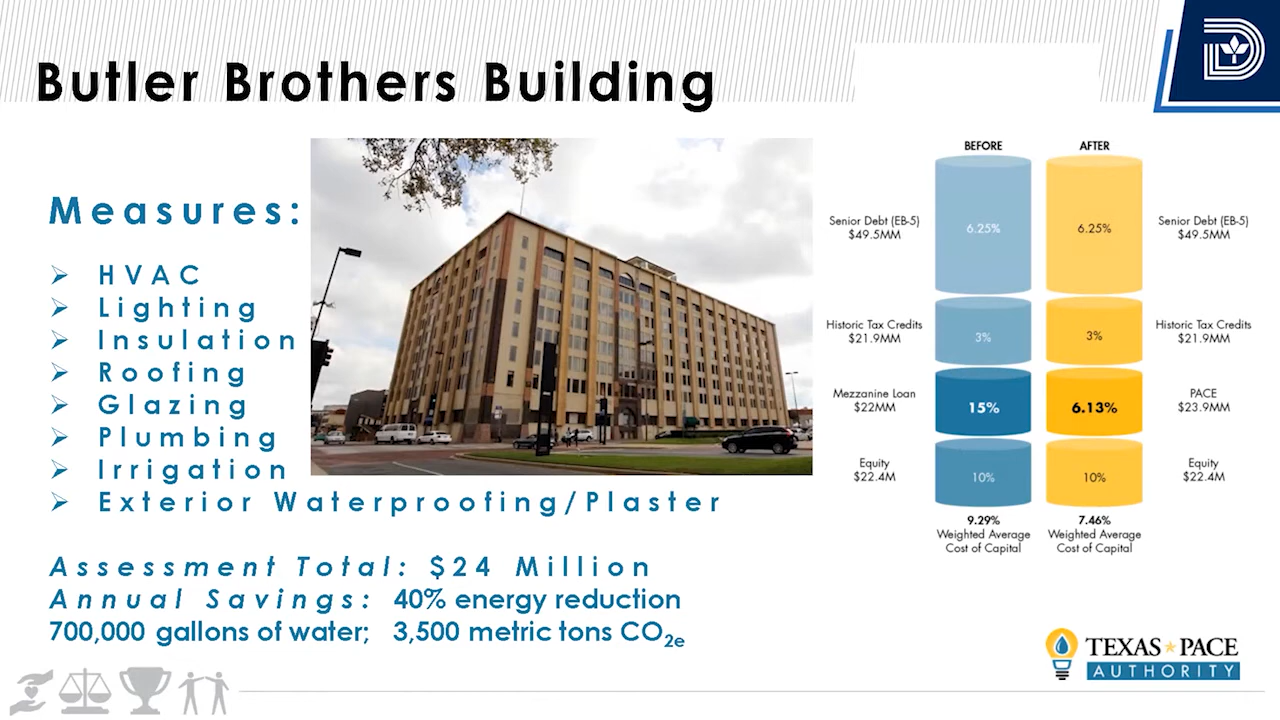 Butler Brothers Building
Measures:
HVAC
Lighting
Insulation
Roofing
Glazing
Plumbing
Irrigation
Exterior Waterproofing/Plaster
Assessment Total: $24 Million
Annual Savings: 40% energy reduction
700,000 gallons of water; 3,500 metric tons CO2e
BEFORE
AFTER
Senior Debt (EB-5)
$49.5MM
6.25%
6.25%
Senior Debt (EB-5)
$49.5MM
Historic Tax Credits
$21.9MM
3%
3%
Historic Tax Credits
$21.9MM
Mezzanine Loan
$22MM
15%
6.13%
PACE
$23.9MM
Equity
$22.4M
10%
10%
Equity
$22.4M
9.29%
Weighted Average
Cost of Capital
7.46%
Weighted Average
Cost of Capital
TEXAS PACE
AUTHORITY